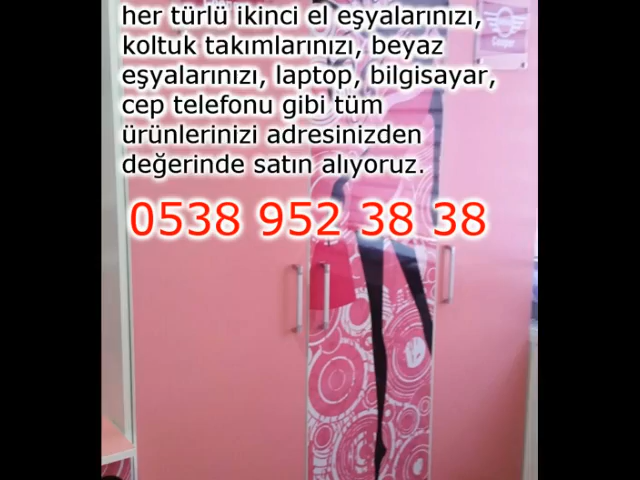 her türlü ikinci el eşyalarınızı,
koltuk takımlarınızı, beyaz
eşyalarınızı, laptop, bilgisayar,
cep telefonu gibi tüm
ürünlerinizi adresinizden
değerinde satın alıyoruz.
0538 952 38 38